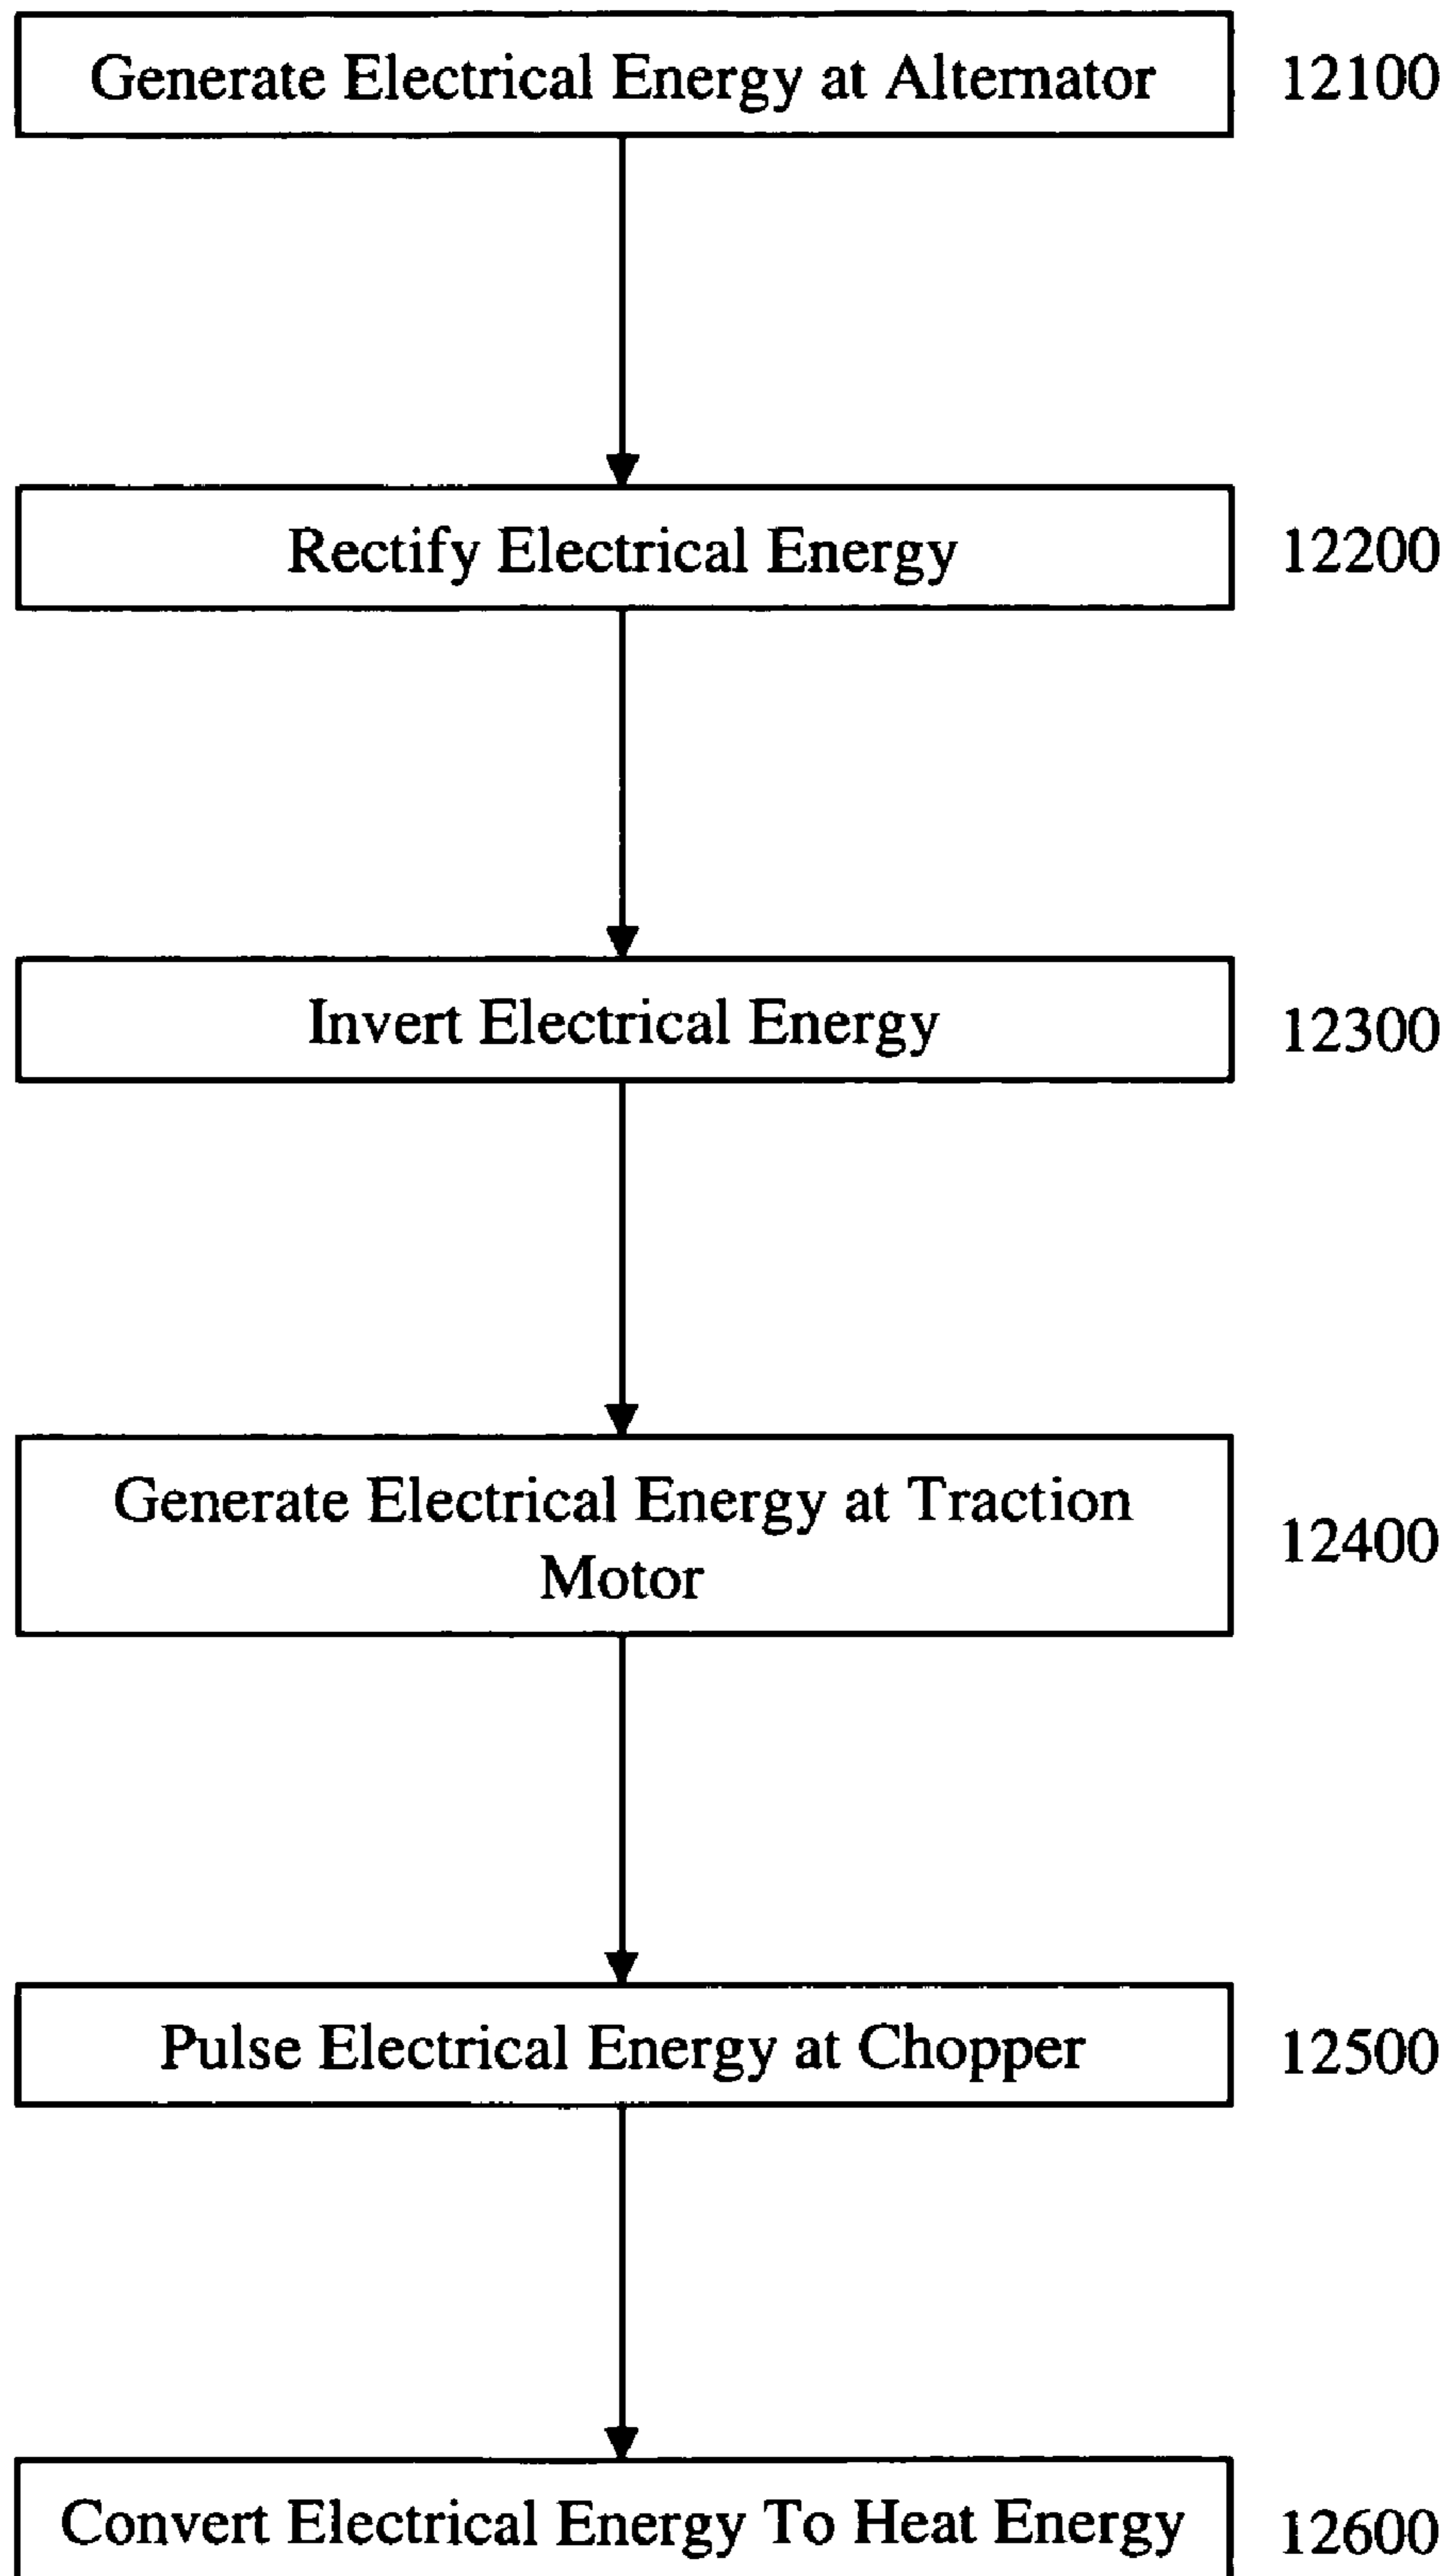 Generate Electrical Energy at Alternator 12100
Rectify Electrical Energy 12200
Invert Electrical Energy 12300
Generate Electrical Energy at Traction
Motor
12400
Pulse Electrical Energy at Chopper 12500
Convert Electrical Energy To Heat Energy 12600